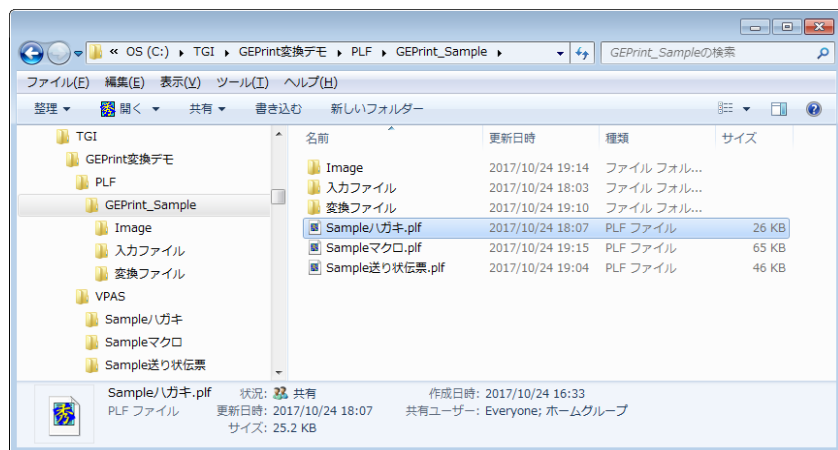 « OS (C:) ▸ TGI ▸ GEPrint変換デモ ▸ PLF ▸ GEPrint_Sample ▸ GEPrint_Sampleの検索
ファイル(F) 編集(E) 表示(V) ツール(T) ヘルプ(H)
整理 ▼ 開く ▼ 共有 ▼ 書き込む 新しいフォルダー
TGI
GEPrint変換デモ
PLF
GEPrint_Sample
Image
入力ファイル
変換ファイル
VPAS
Sampleハガキ
Sampleマクロ
Sample送り状伝票
名前 更新日時 種類 サイズ
Image 2017/10/24 19:14 ファイル フォル...
入力ファイル 2017/10/24 18:03 ファイル フォル...
変換ファイル 2017/10/24 19:10 ファイル フォル...
Sampleハガキ.plf 2017/10/24 18:07 PLF ファイル 26 KB
Sampleマクロ.plf 2017/10/24 19:15 PLF ファイル 65 KB
Sample送り状伝票.plf 2017/10/24 19:04 PLF ファイル 46 KB
秀
Sampleハガキ.plf 状況: 共有 作成日時: 2017/10/24 16:33
PLF ファイル 更新日時: 2017/10/24 18:07 共有ユーザー: Everyone; ホームグループ
サイズ: 25.2 KB